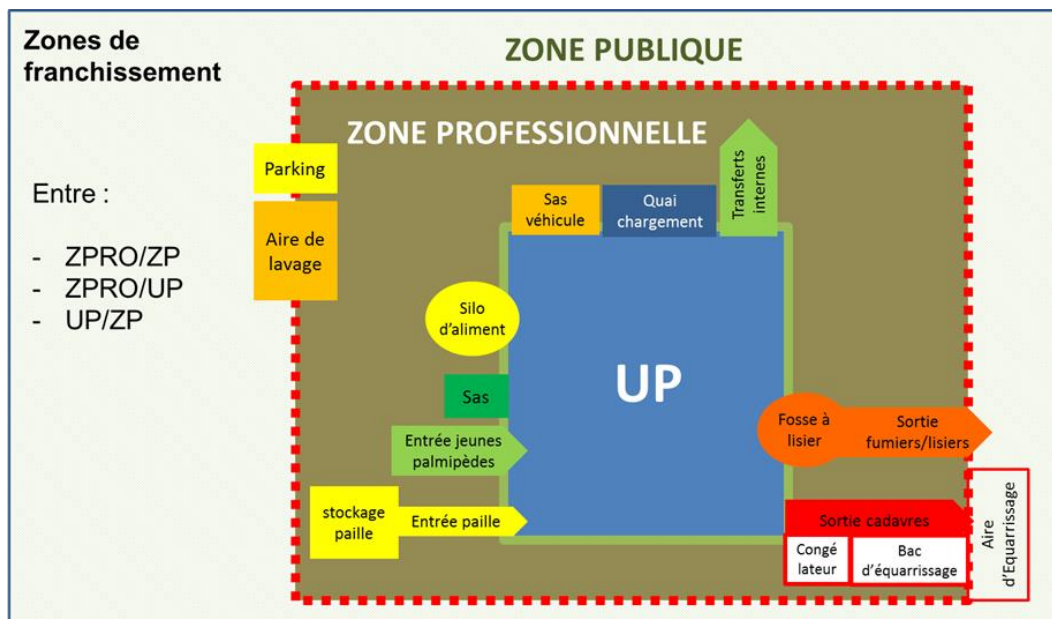 Zones de
franchissement
ZONE PUBLIQUE
ZONE PROFESSIONNELLE
Parking
Entre :
- ZPRO/ZP
- ZPRO/UP
- UP/ZP
Aire de
lavage
Sas
véhicule
Quai
chargement
Transferts
internes
Silo
d'aliment
UP
Sas
Entrée jeunes
palmipèdes
Fosse à
lisier
Sortie
fumiers/lisiers
stockage
paille
Entrée paille
Sortie cadavres
Congé
lateur
Bac
d'équarrissage
Aire
d'Equarrissage